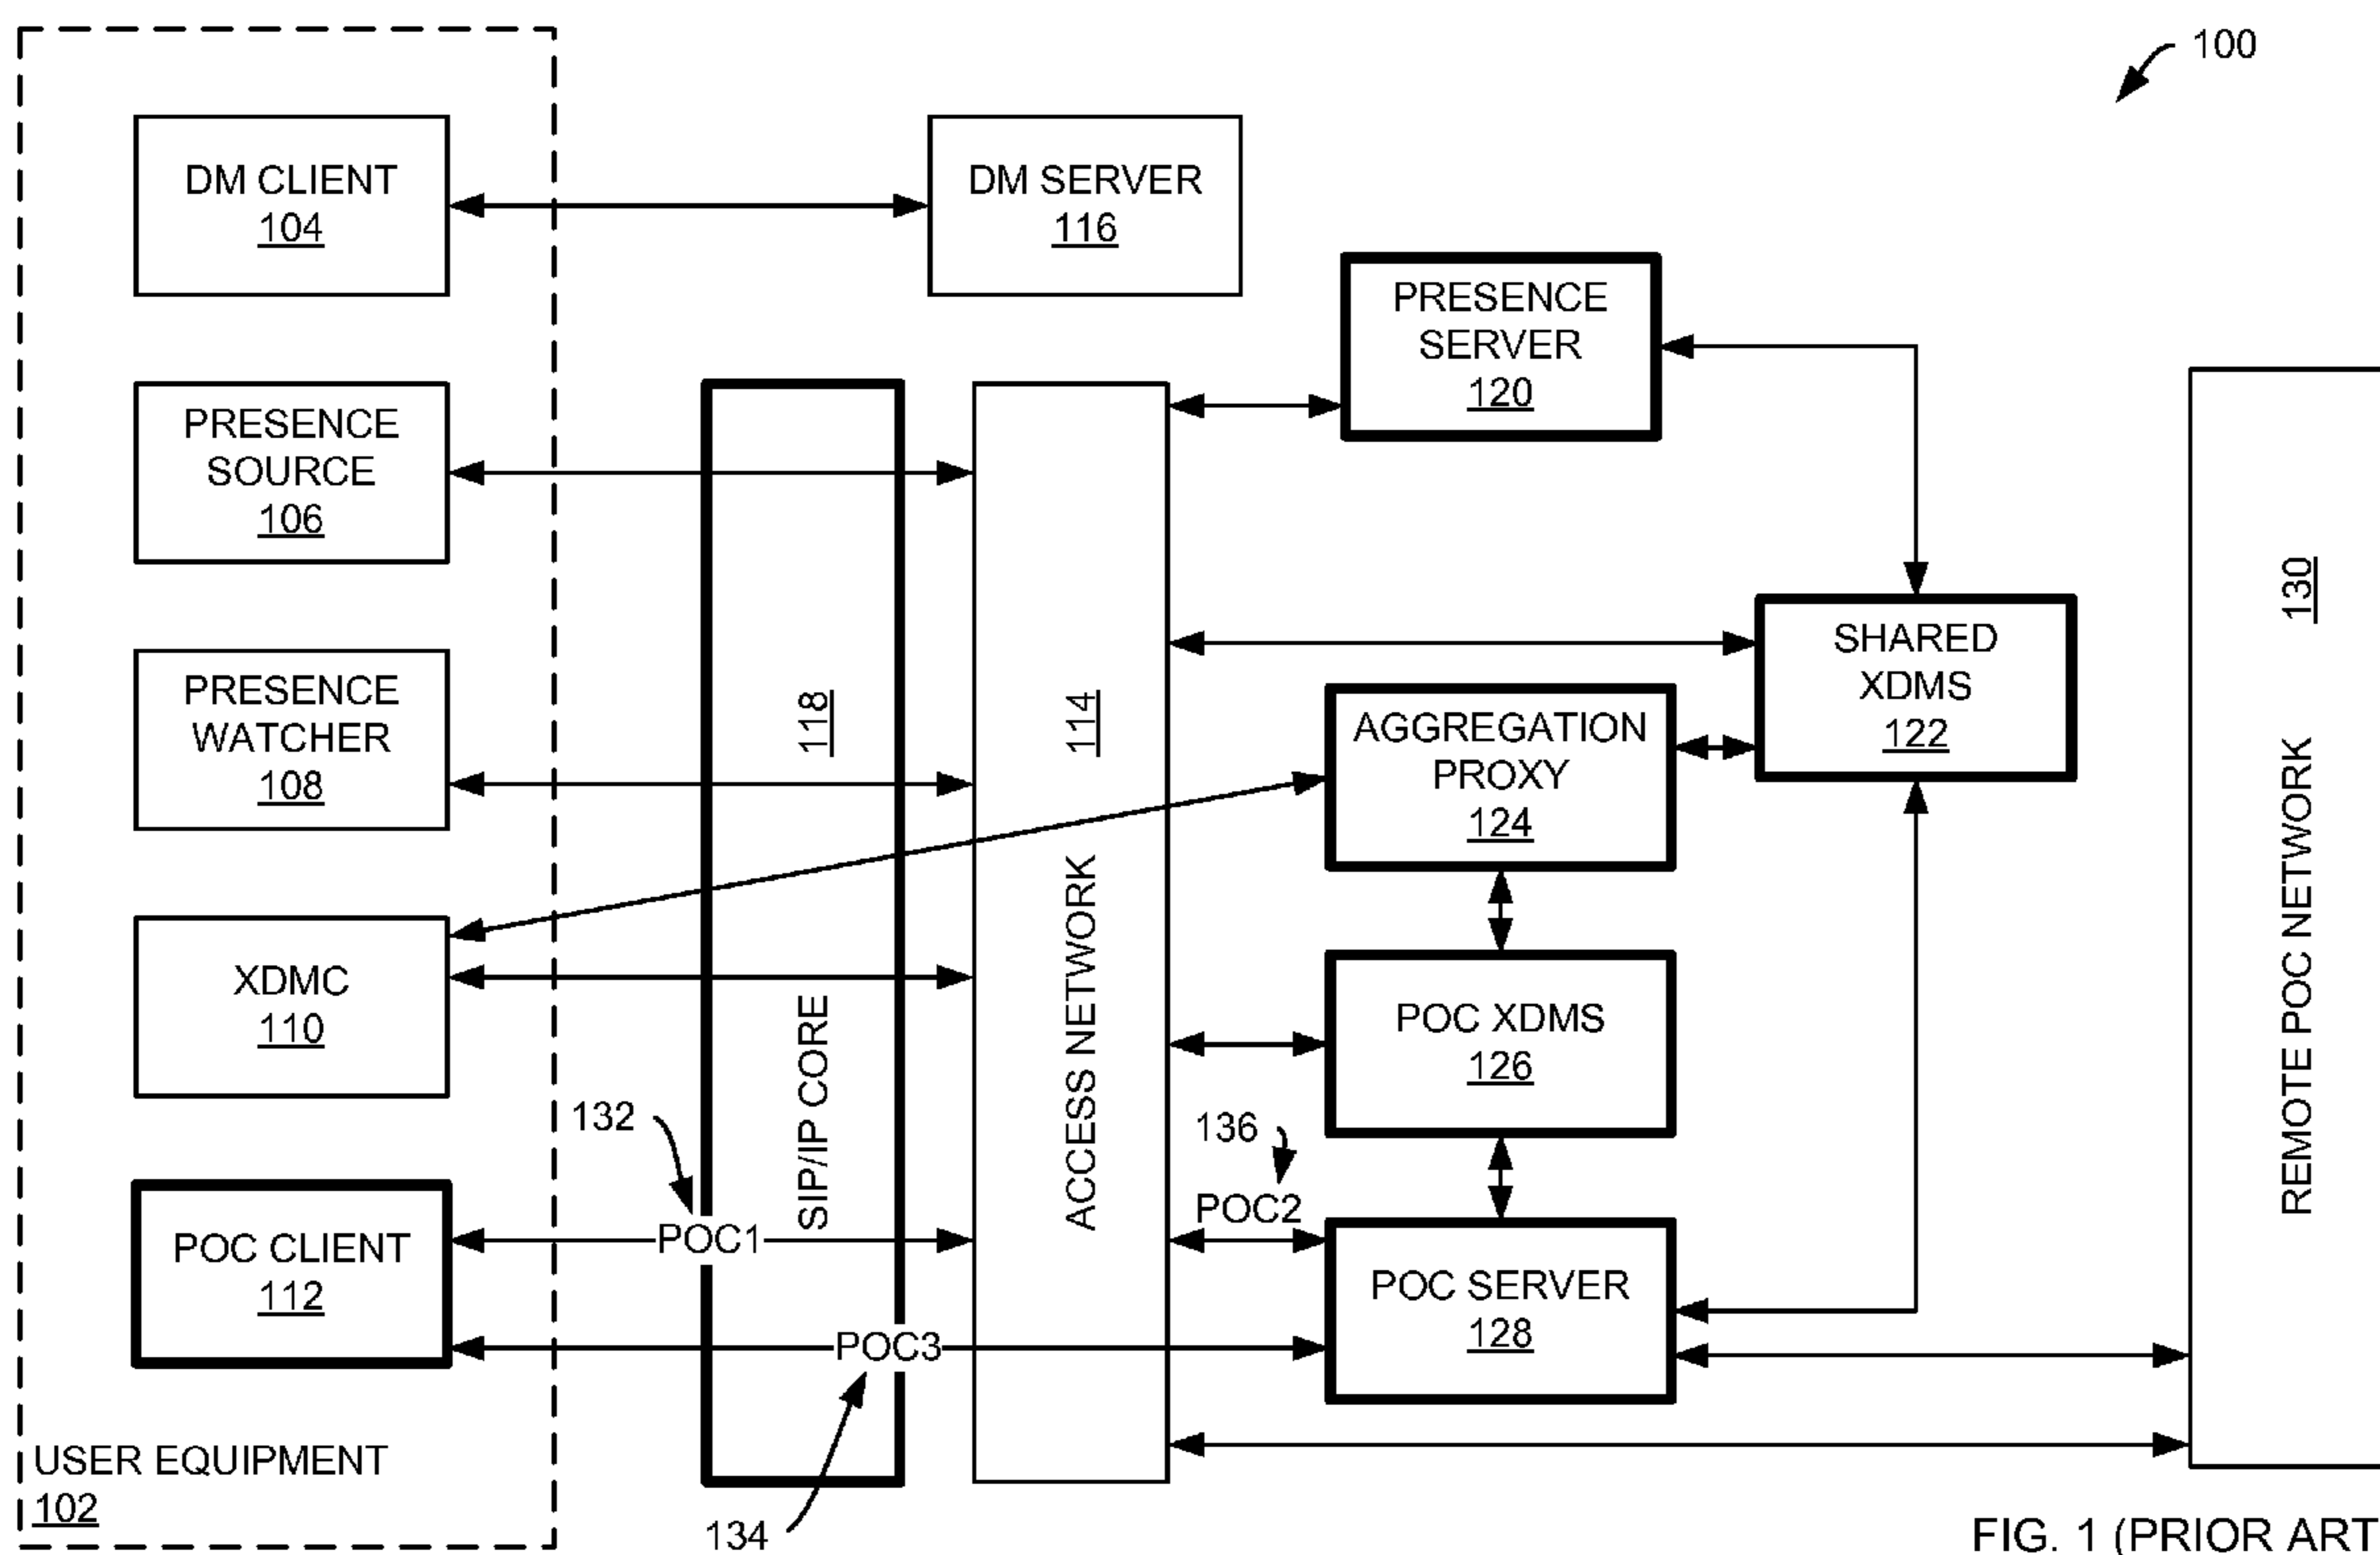 100
DM CLIENT
104
DM SERVER
116
PRESENCE
SERVER
120
PRESENCE
SOURCE
106
PRESENCE
WATCHER
108
118
SIP/IP CORE
114
ACCESS NETWORK
SHARED
XDMS
122
AGGREGATION
PROXY
124
130
REMOTE POC NETWORK
XDMC
110
POC XDMS
126
132
136
POC2
POC1
POC CLIENT
112
POC SERVER
128
POC3
USER EQUIPMENT
102
134
FIG. 1 (PRIOR ART